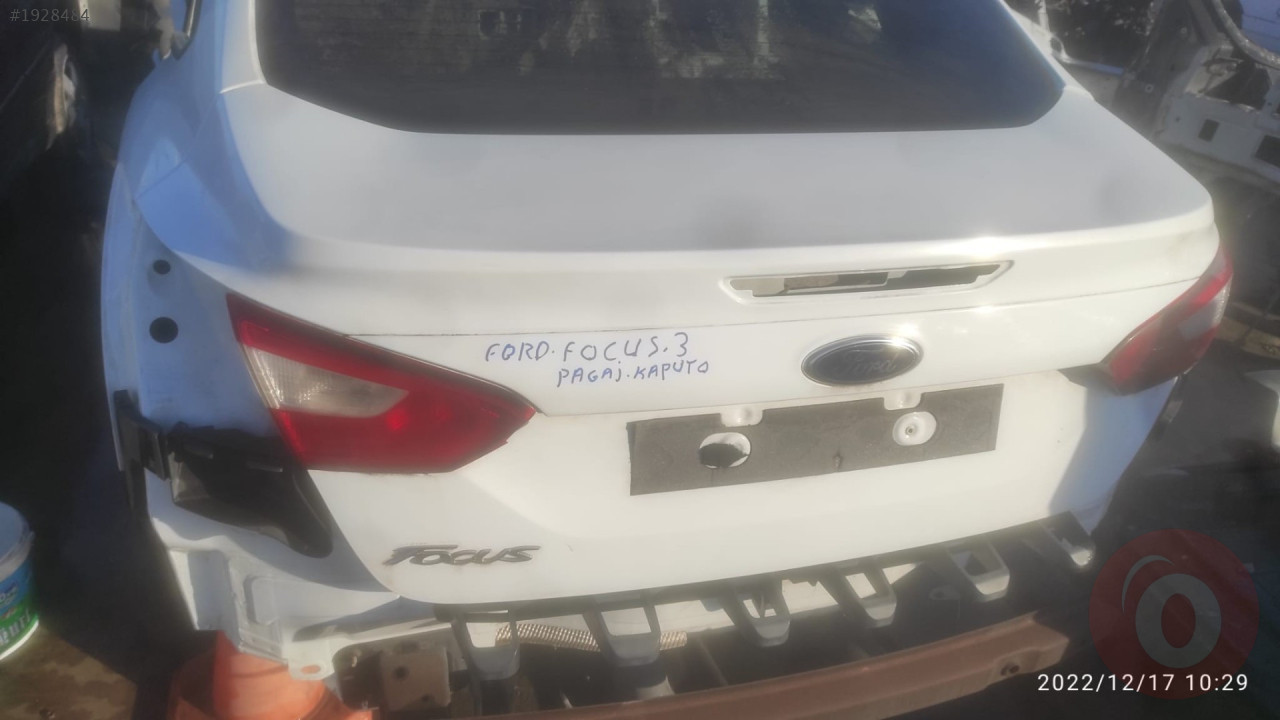 #1928484
FORD.FOCUS.3
PAGAJ.KAPUTO
Ford
FOCUS
2022/12/17 10:29